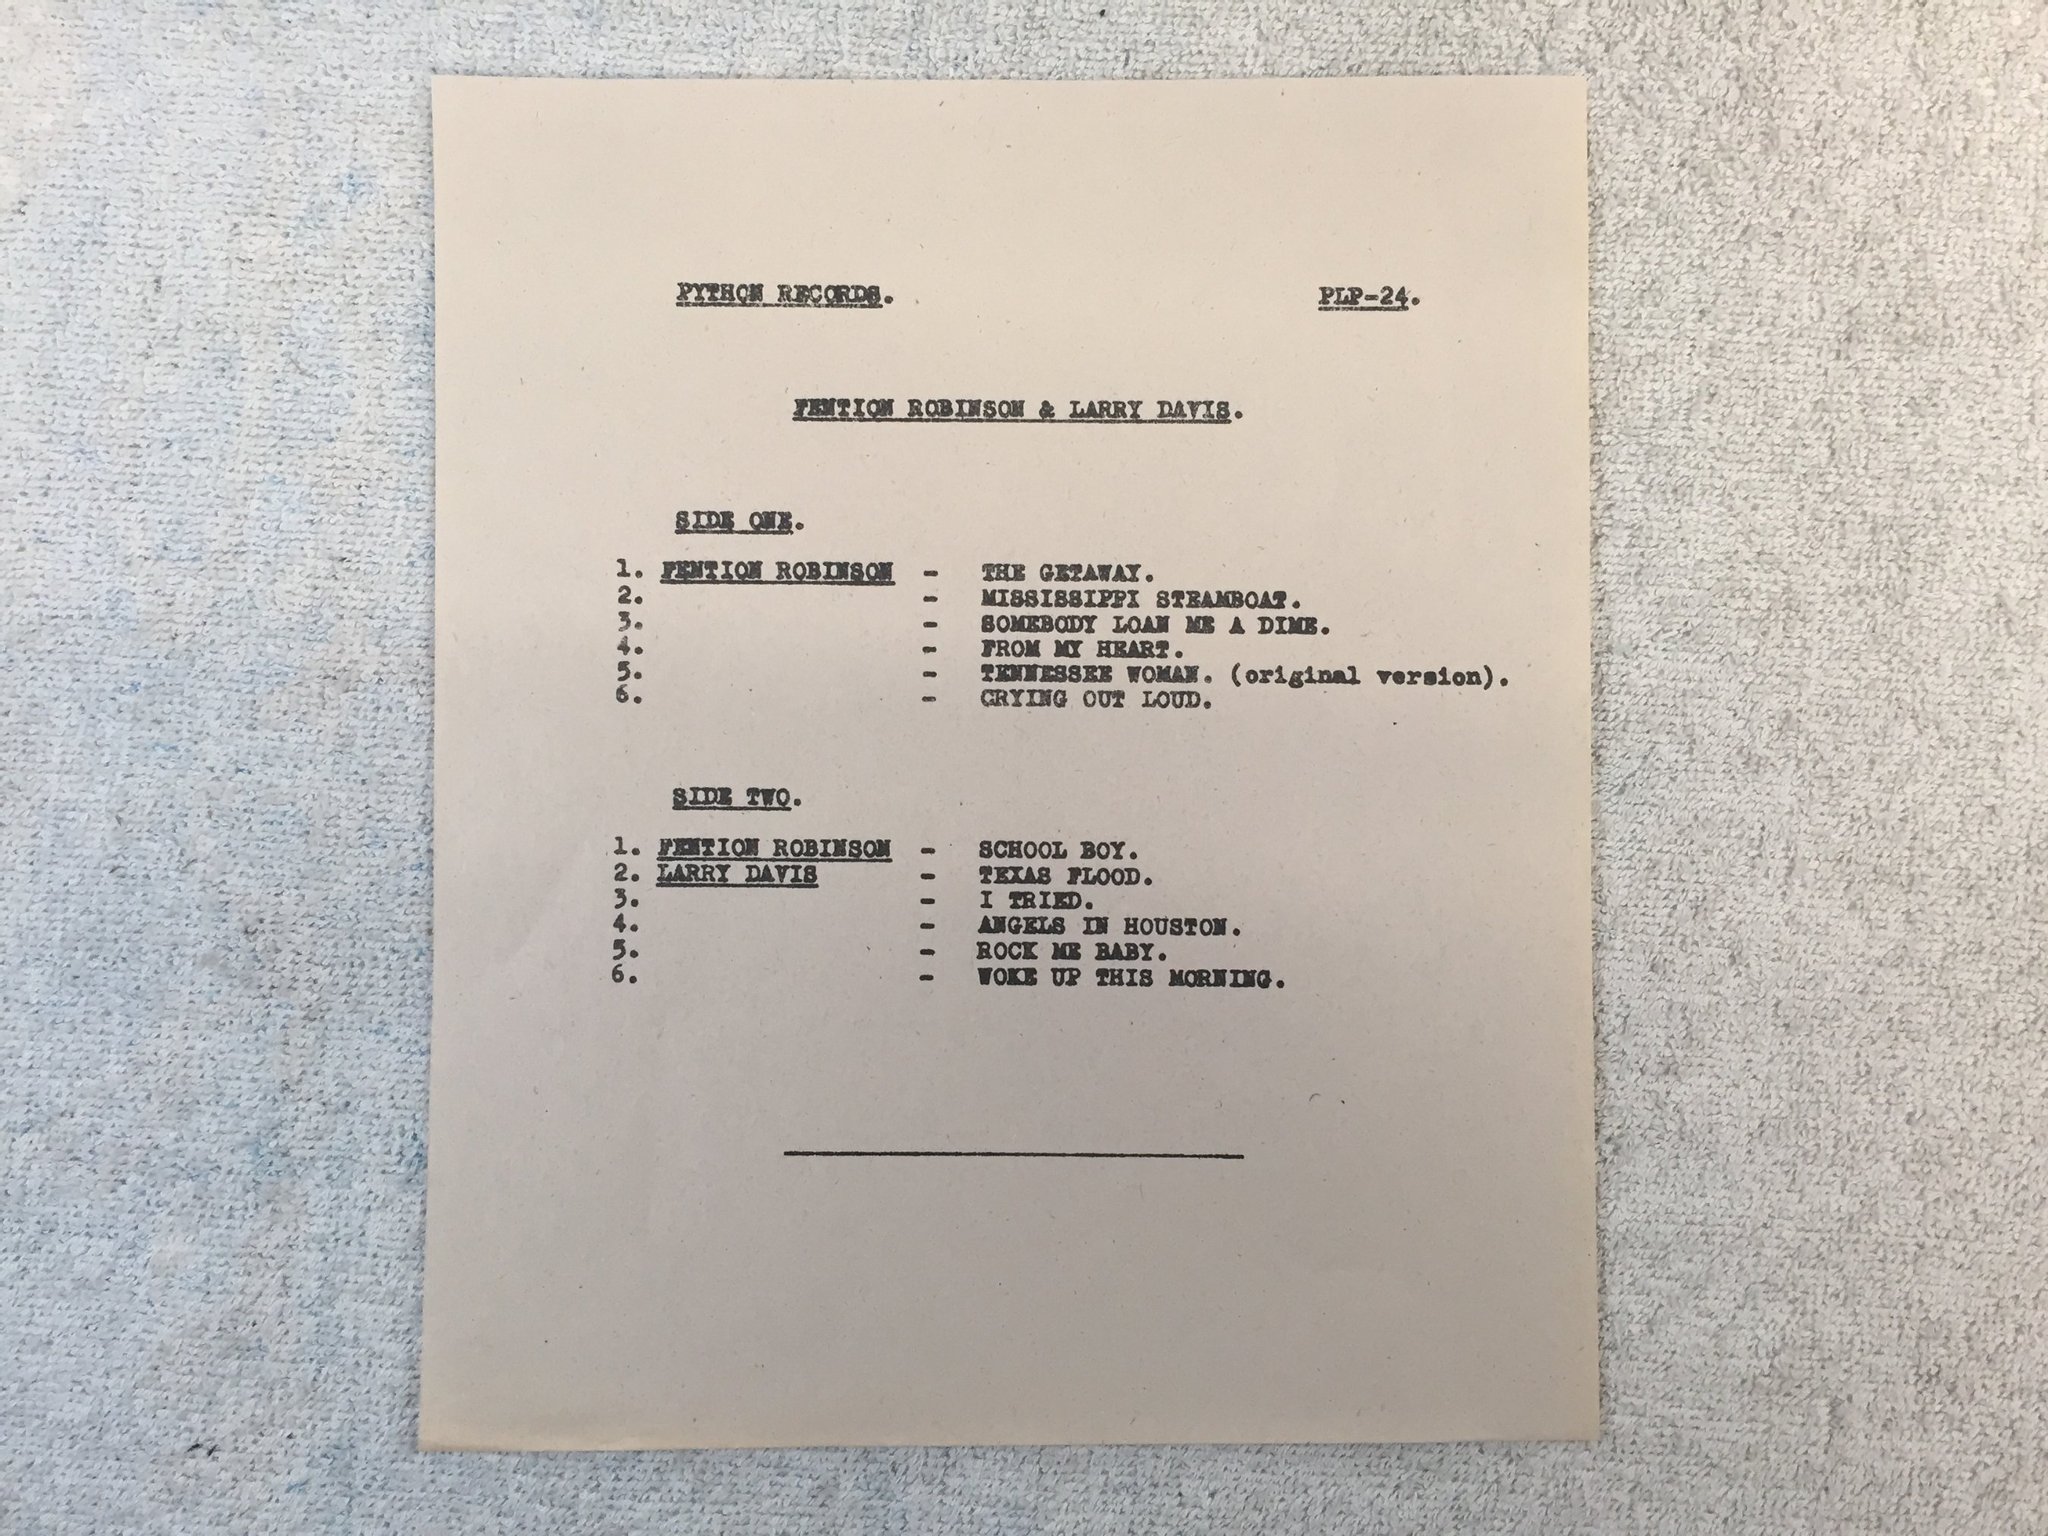 PYTHON RECORDS. PLP-24.
FENTION ROBINSON & LARRY DAVIS.
SIDE ONE.
1. FENTION ROBINSON - THE GETAWAY.
2. - MISSISSIPPI STEAMBOAT.
3. - SOMEBODY LOAN ME A DIME.
4. - FROM MY HEART.
5. - TENNESSEE WOMAN. (original version).
6. - CRYING OUT LOUD.
SIDE TWO.
1. FENTION ROBINSON - SCHOOL BOY.
2. LARRY DAVIS - TEXAS FLOOD.
3. - I TRIED.
4. - ANGELS IN HOUSTON.
5. - ROCK ME BABY.
6. - WOKE UP THIS MORNING.